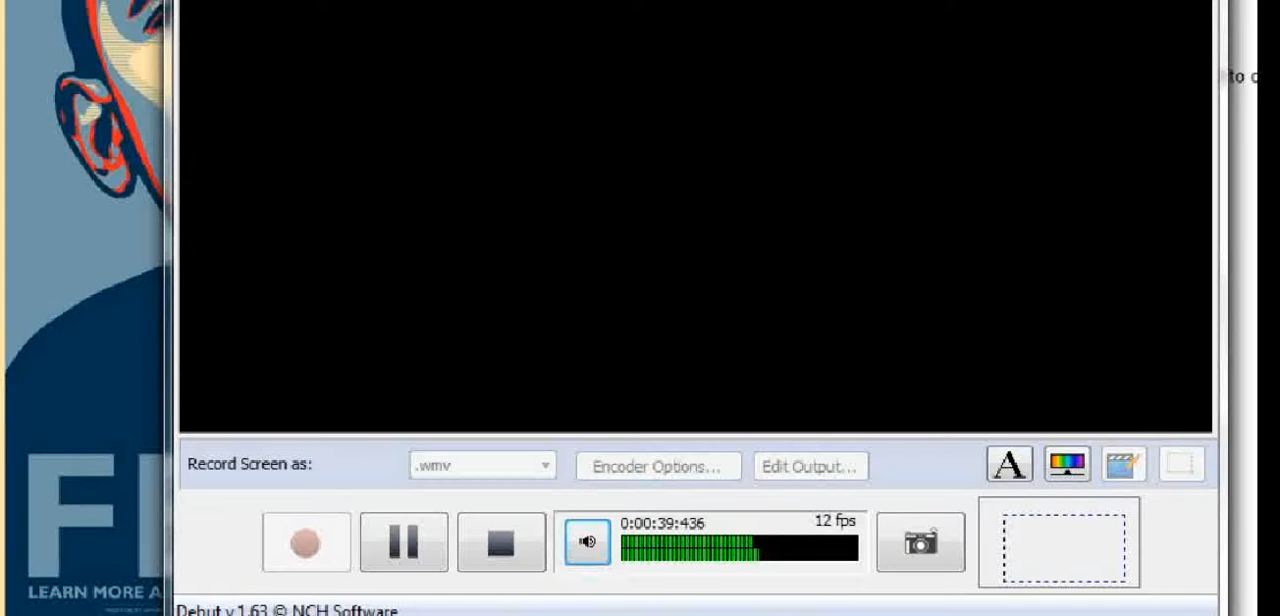 to
Record Screen as:
.wmv
Encoder Options...
Edit Output...
A
0:00:39:436
12 fps
F
LEARN MORE A
Debut v 1.63 © NCH Software